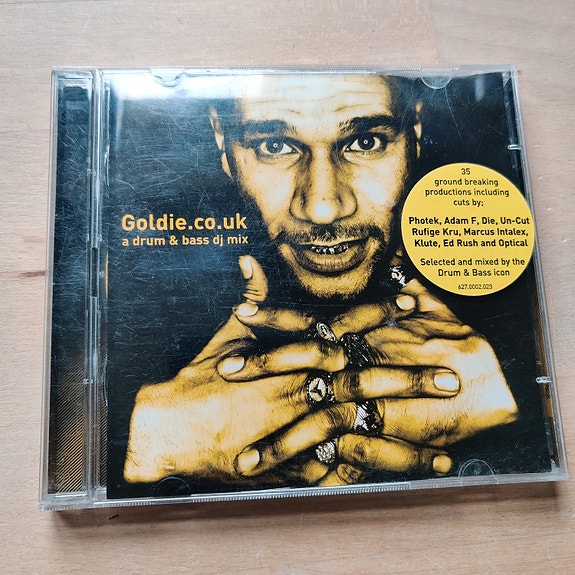 Goldie.co.uk
a drum & bass dj mix
35
ground breaking
productions including
cuts by;
Photek, Adam F, Die, Un-Cut
Rufige Kru, Marcus Intalex,
Klute, Ed Rush and Optical
Selected and mixed by the
Drum & Bass icon
627.0002.023